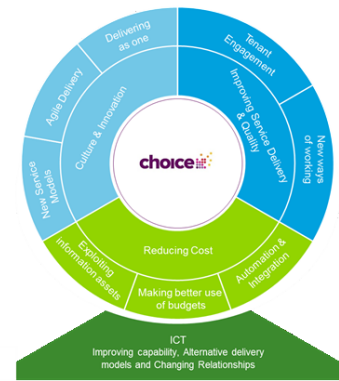 Delivering
as one
Agile Delivery
New Service
Models
Culture & Innovation
Tenant
Engagement
New ways
of working
Improving Service Delivery
& Quality
choice
Reducing Cost
Exploiting
information assets
Making better use
of budgets
Automation &
Integration
ICT
Improving capability, Alternative delivery
models and Changing Relationships